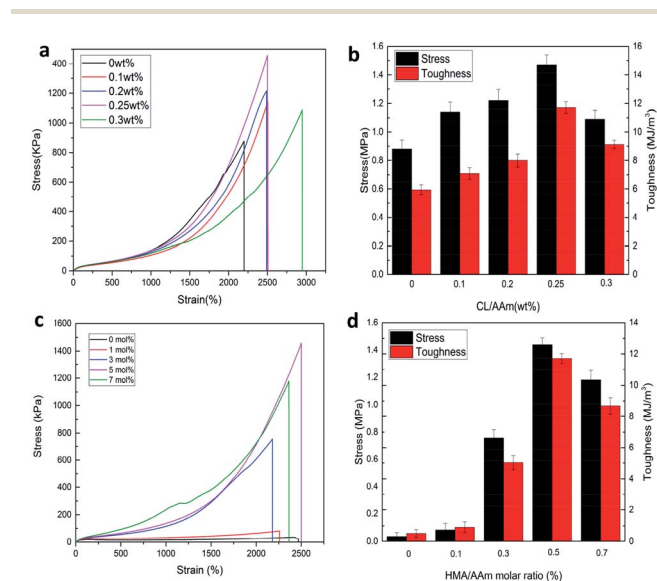 a
0wt%
0.1wt%
0.2wt%
0.25wt%
0.3wt%
Stress(KPa)
1400
1200
1000
800
600
400
200
0
0 500 1000 1500 2000 2500 3000
Strain(%)
b
Stress
Toughness
Stress(MPa)
1.6
1.4
1.2
1.0
0.8
0.6
0.4
0.2
0.0
16
14
12
10
8
6
4
2
0
Toughness (MJ/m³)
0 0.1 0.2 0.25 0.3
CL/AAm(wt%)
c
0 mol%
1 mol%
3 mol%
5 mol%
7 mol%
Stress (kPa)
1600
1400
1200
1000
800
600
400
200
0
0 500 1000 1500 2000 2500 3000
Strain (%)
d
Stress
Toughness
Stress (MPa)
1.6
1.4
1.2
1.0
0.8
0.6
0.4
0.2
0.0
14
12
10
8
6
4
2
0
Toughness (MJ/m³)
0 0.1 0.3 0.5 0.7
HMA/AAm molar ratio (%)